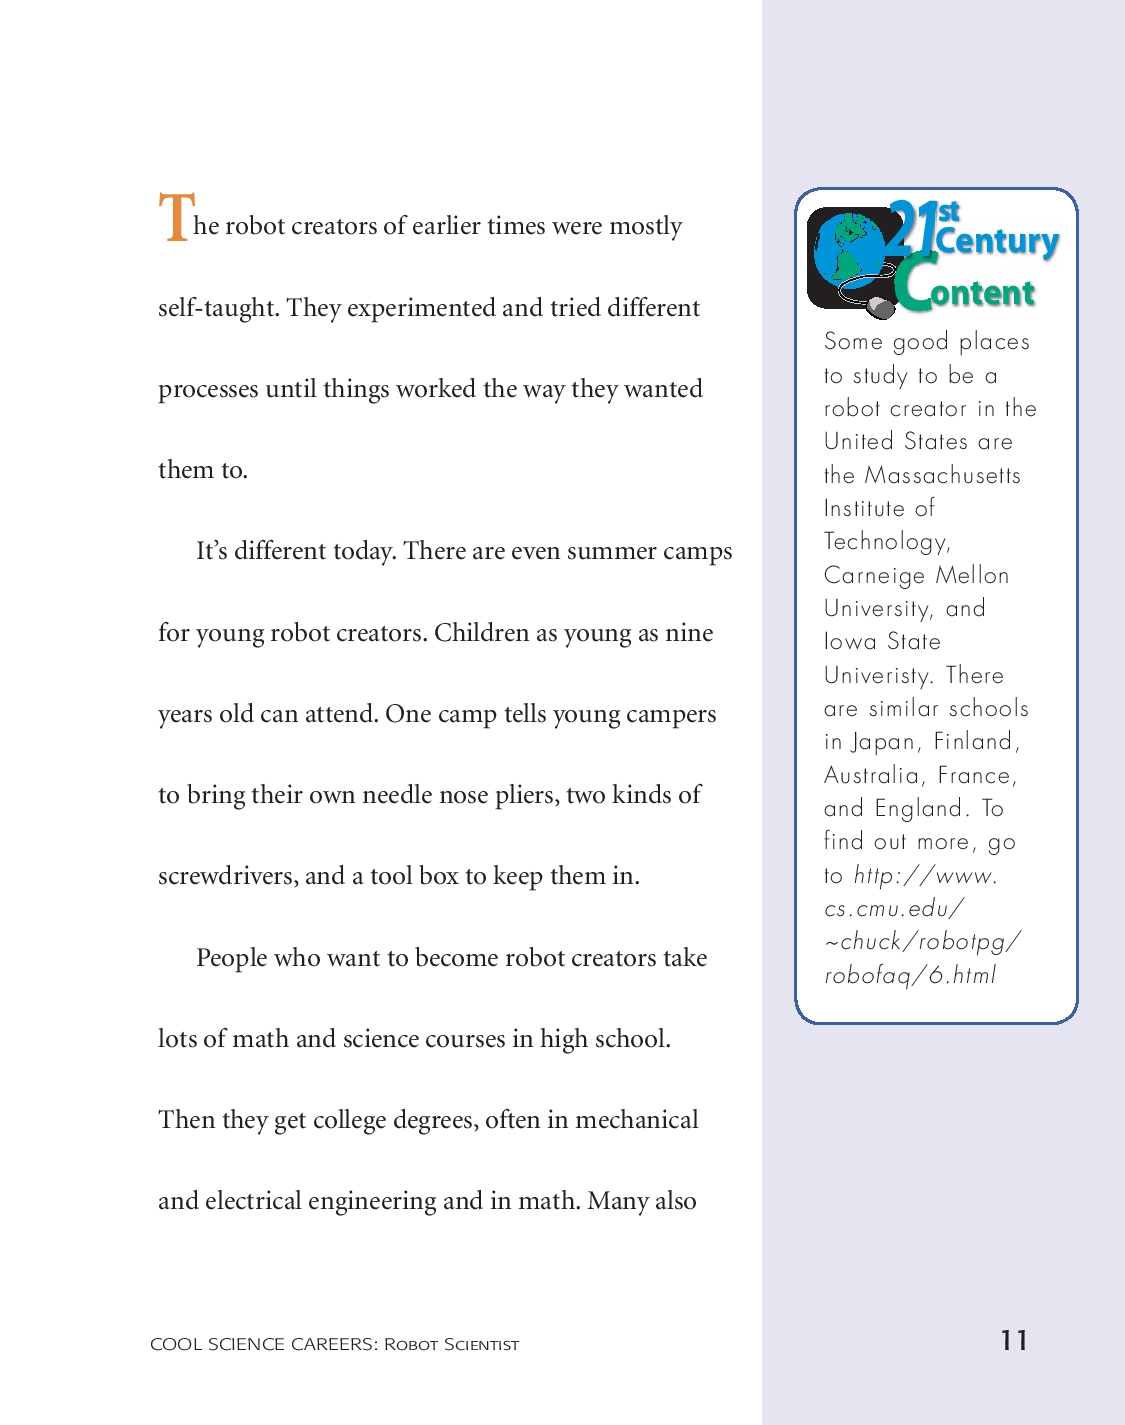 The robot creators of earlier times were mostly
self-taught. They experimented and tried different
processes until things worked the way they wanted
them to.
It’s different today. There are even summer camps
for young robot creators. Children as young as nine
years old can attend. One camp tells young campers
to bring their own needle nose pliers, two kinds of
screwdrivers, and a tool box to keep them in.
People who want to become robot creators take
lots of math and science courses in high school.
Then they get college degrees, often in mechanical
and electrical engineering and in math. Many also
21st
Century
Content
Some good places
to study to be a
robot creator in the
United States are
the Massachusetts
Institute of
Technology,
Carneige Mellon
University, and
Iowa State
Univeristy. There
are similar schools
in Japan, Finland,
Australia, France,
and England. To
find out more, go
to http://www.
cs.cmu.edu/
~chuck/robotpg/
robofaq/6.html
COOL SCIENCE CAREERS: Robot Scientist
11